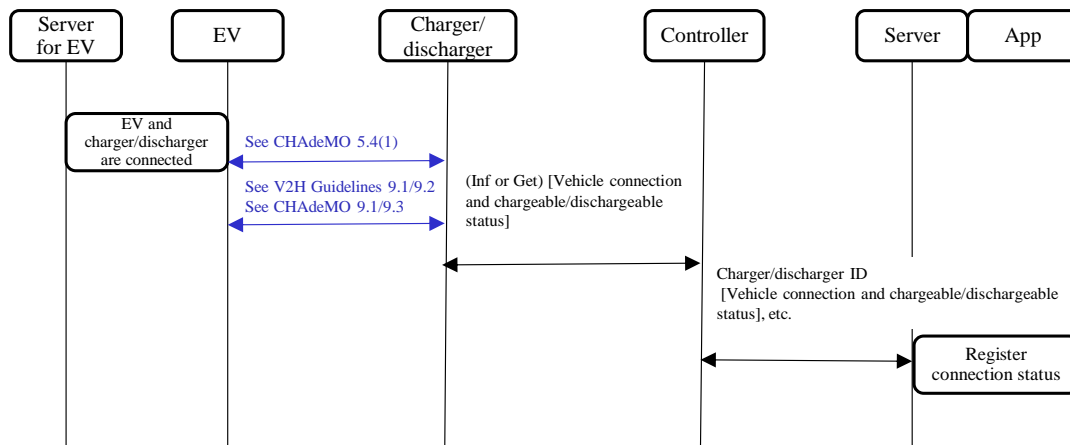 Server
for EV
EV
Charger/
discharger
Controller
Server
App
EV and
charger/discharger
are connected
See CHAdeMO 5.4(1)
See V2H Guidelines 9.1/9.2
See CHAdeMO 9.1/9.3
(Inf or Get) [Vehicle connection
and chargeable/dischargeable
status]
Charger/discharger ID
[Vehicle connection and chargeable/dischargeable
status], etc.
Register
connection status